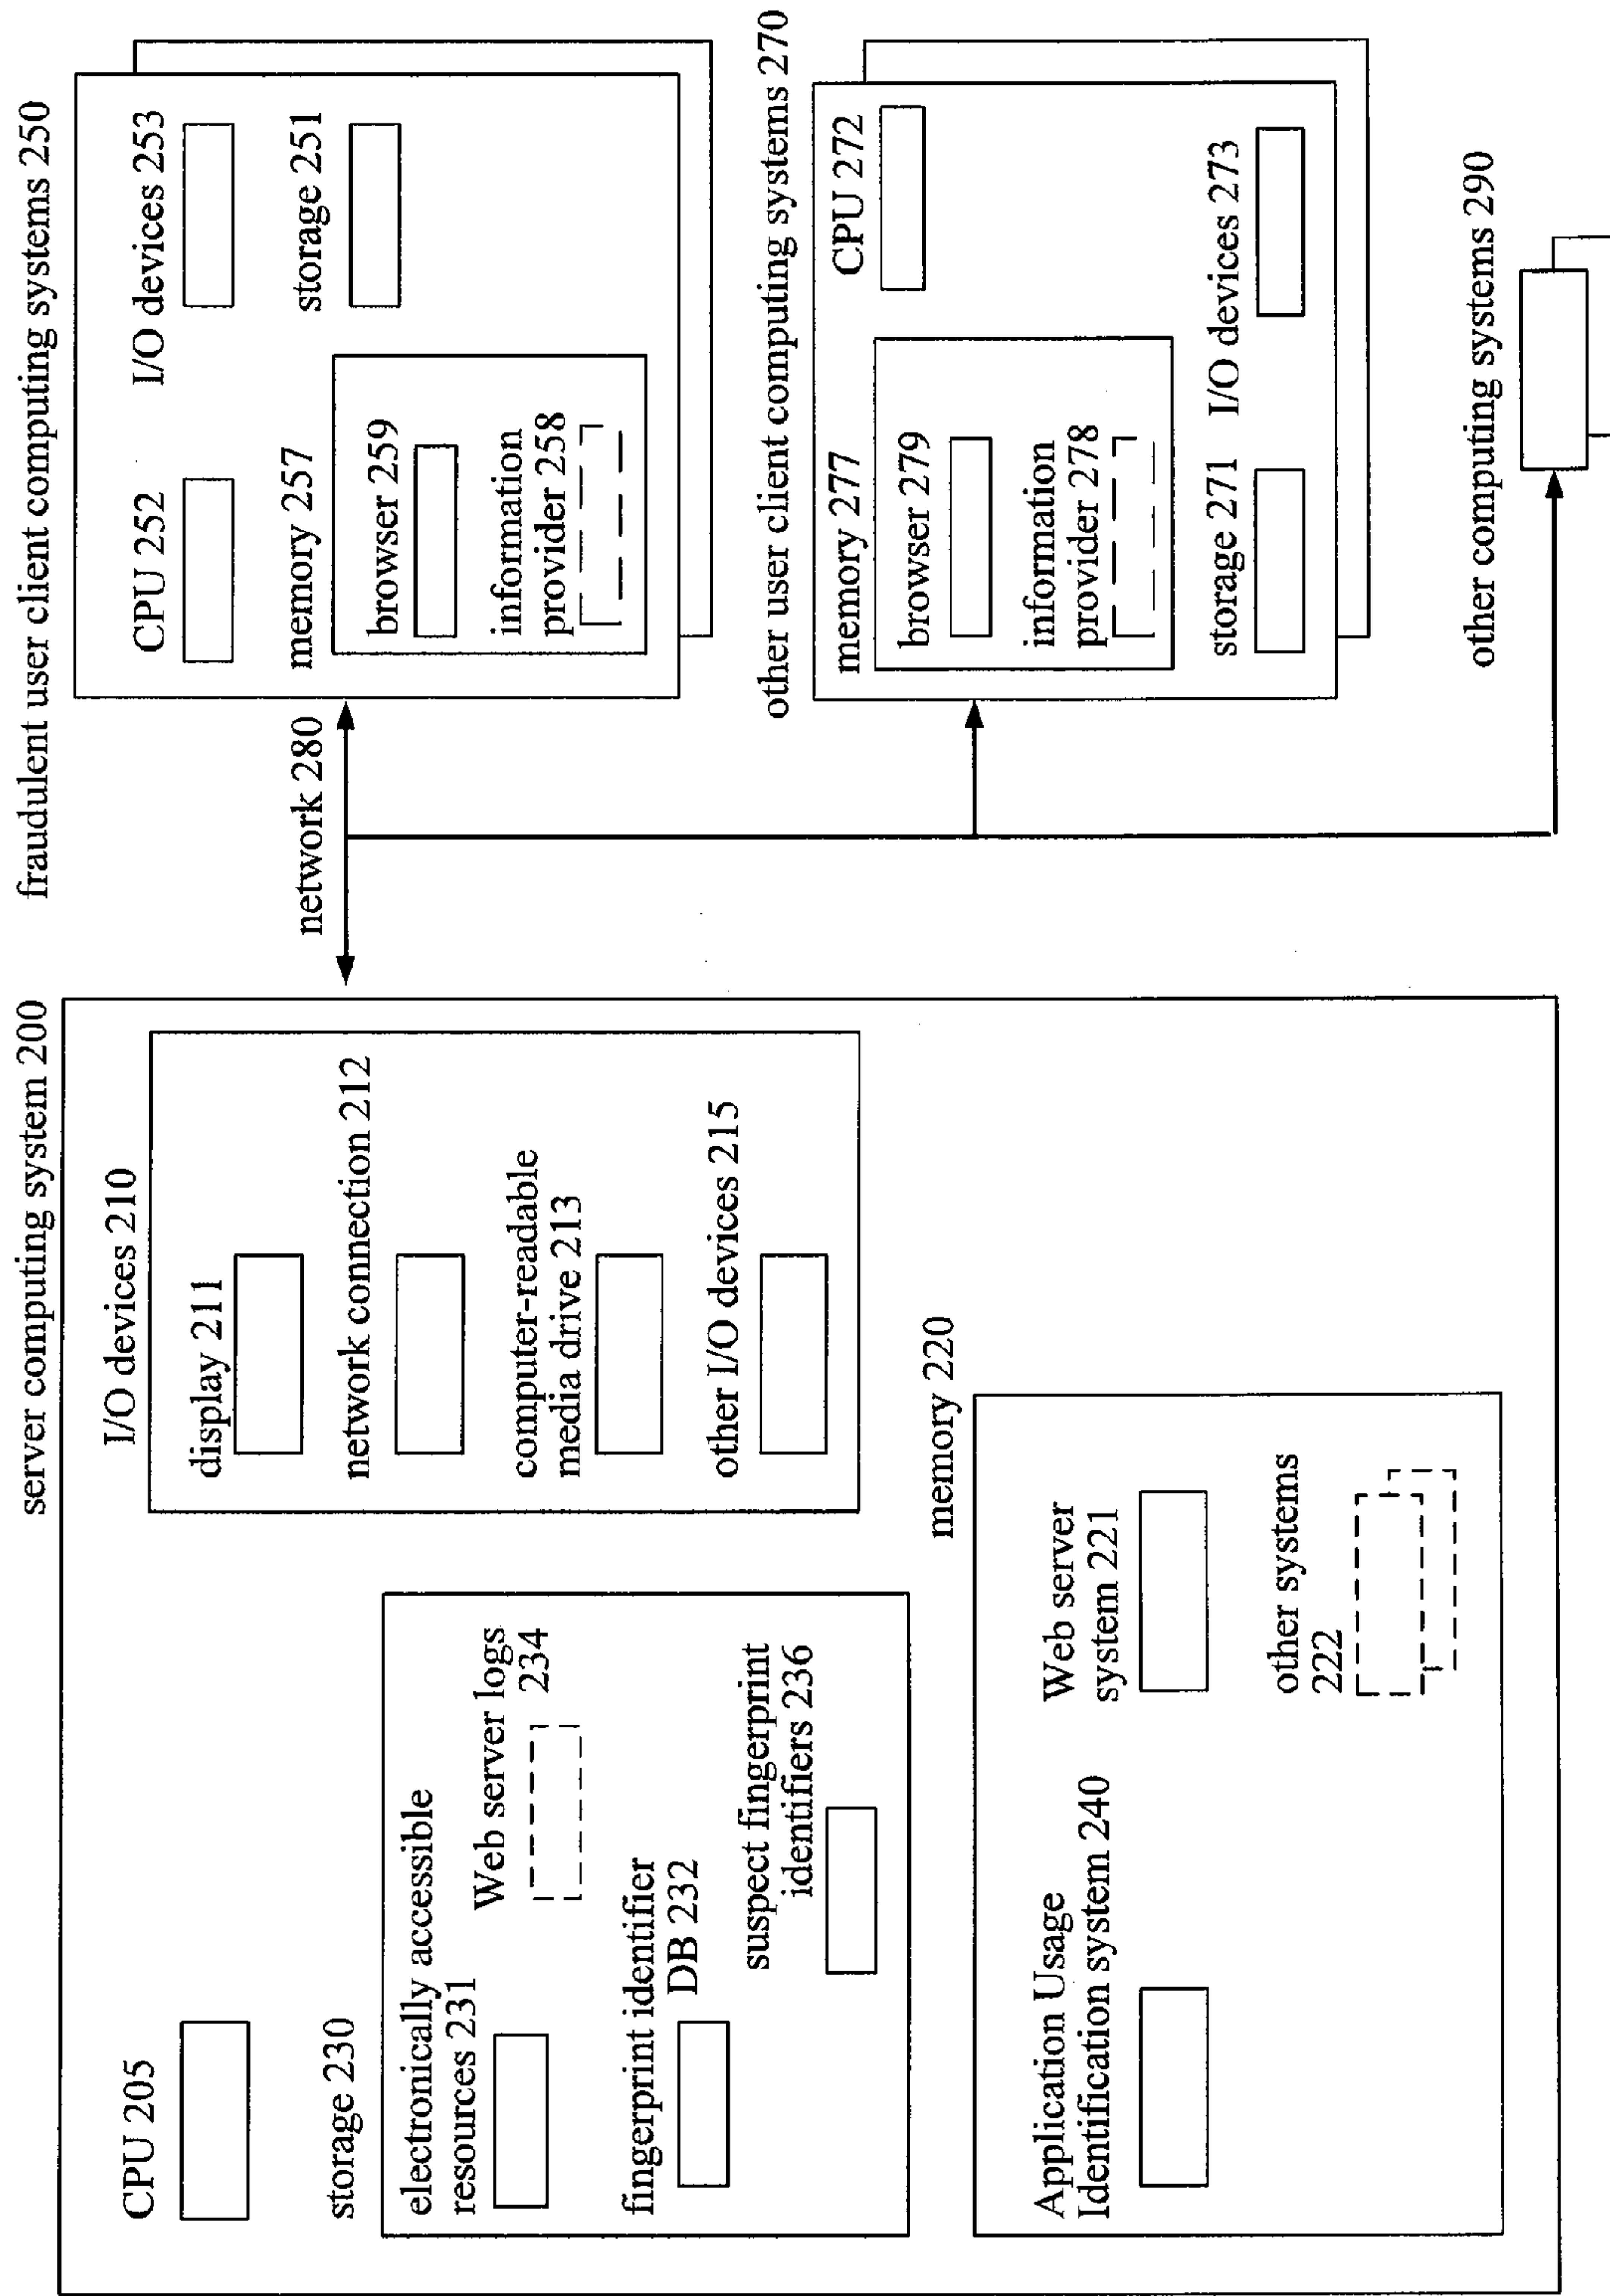 server computing system 200
CPU 205
I/O devices 210
display 211
network connection 212
computer-readable
media drive 213
other I/O devices 215
storage 230
electronically accessible
resources 231
Web server logs
234
fingerprint identifier
DB 232
suspect fingerprint
identifiers 236
memory 220
Application Usage
Identification system 240
Web server
system 221
other systems
222
network 280
fraudulent user client computing systems 250
CPU 252
I/O devices 253
memory 257
storage 251
browser 259
information
provider 258
other user client computing systems 270
memory 277
CPU 272
browser 279
information
provider 278
storage 271
I/O devices 273
other computing systems 290